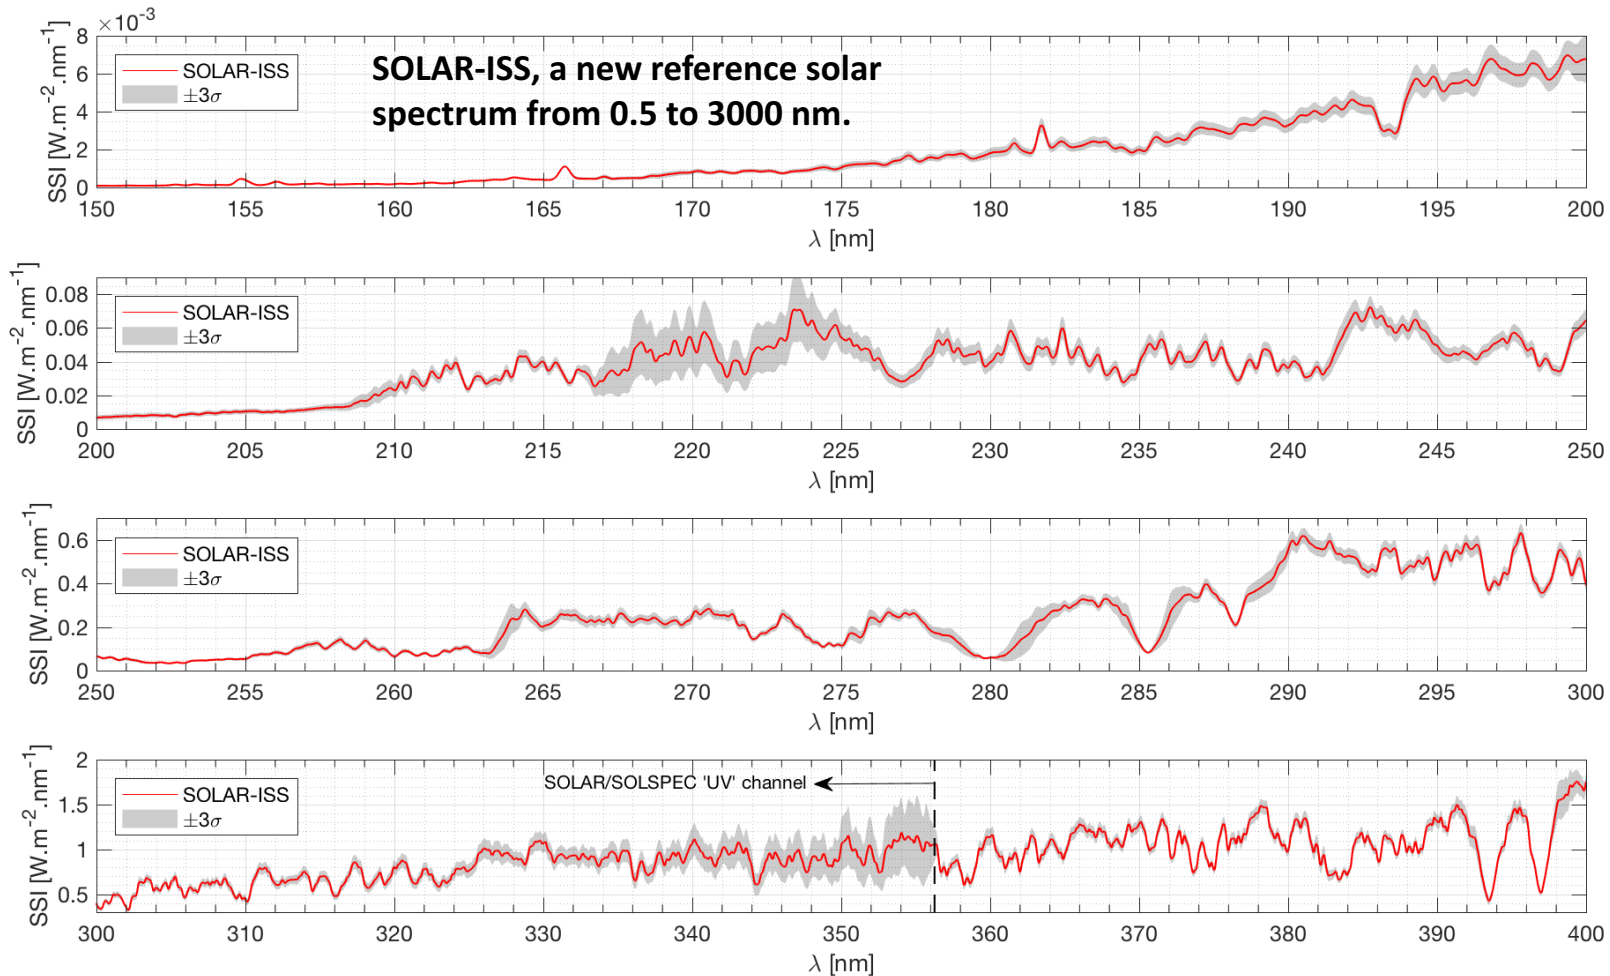 ×10⁻³
SOLAR-ISS, a new reference solar
spectrum from 0.5 to 3000 nm.
SOLAR-ISS
±3σ
SSI [W.m⁻².nm⁻¹]
8
6
4
2
0
150 155 160 165 170 175 180 185 190 195 200
λ [nm]
SOLAR-ISS
±3σ
SSI [W.m⁻².nm⁻¹]
0.08
0.06
0.04
0.02
0
200 205 210 215 220 225 230 235 240 245 250
λ [nm]
SOLAR-ISS
±3σ
SSI [W.m⁻².nm⁻¹]
0.6
0.4
0.2
0
250 255 260 265 270 275 280 285 290 295 300
λ [nm]
SOLAR/SOLSPEC 'UV' channel
SOLAR-ISS
±3σ
SSI [W.m⁻².nm⁻¹]
2
1.5
1
0.5
300 310 320 330 340 350 360 370 380 390 400
λ [nm]